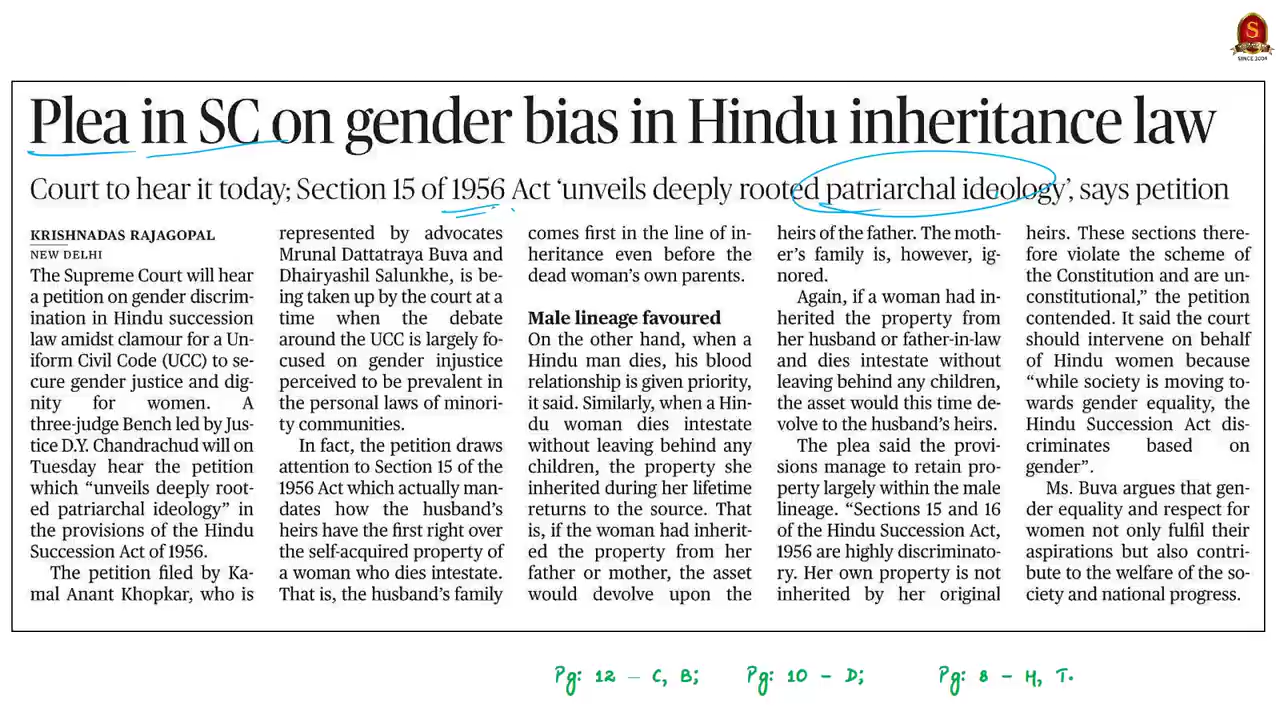 S
SINCE 2004
Plea in SC on gender bias in Hindu inheritance law
Court to hear it today; Section 15 of 1956 Act ‘unveils deeply rooted patriarchal ideology’, says petition
KRISHNADAS RAJAGOPAL
NEW DELHI
The Supreme Court will hear
a petition on gender discrim-
ination in Hindu succession
law amidst clamour for a Un-
iform Civil Code (UCC) to se-
cure gender justice and dig-
nity for women. A
three-judge Bench led by Jus-
tice D.Y. Chandrachud will on
Tuesday hear the petition
which “unveils deeply root-
ed patriarchal ideology” in
the provisions of the Hindu
Succession Act of 1956.
The petition filed by Ka-
mal Anant Khopkar, who is
represented by advocates
Mrunal Dattatraya Buva and
Dhairyashil Salunkhe, is be-
ing taken up by the court at a
time when the debate
around the UCC is largely fo-
cused on gender injustice
perceived to be prevalent in
the personal laws of minori-
ty communities.
In fact, the petition draws
attention to Section 15 of the
1956 Act which actually man-
dates how the husband’s
heirs have the first right over
the self-acquired property of
a woman who dies intestate.
That is, the husband’s family
comes first in the line of in-
heritance even before the
dead woman’s own parents.
Male lineage favoured
On the other hand, when a
Hindu man dies, his blood
relationship is given priority,
it said. Similarly, when a Hin-
du woman dies intestate
without leaving behind any
children, the property she
inherited during her lifetime
returns to the source. That
is, if the woman had inherit-
ed the property from her
father or mother, the asset
would devolve upon the
heirs of the father. The moth-
er’s family is, however, ig-
nored.
Again, if a woman had in-
herited the property from
her husband or father-in-law
and dies intestate without
leaving behind any children,
the asset would this time de-
volve to the husband’s heirs.
The plea said the provi-
sions manage to retain pro-
perty largely within the male
lineage. “Sections 15 and 16
of the Hindu Succession Act,
1956 are highly discriminato-
ry. Her own property is not
inherited by her original
heirs. These sections there-
fore violate the scheme of
the Constitution and are un-
constitutional,” the petition
contended. It said the court
should intervene on behalf
of Hindu women because
“while society is moving to-
wards gender equality, the
Hindu Succession Act dis-
criminates based on
gender”.
Ms. Buva argues that gen-
der equality and respect for
women not only fulfil their
aspirations but also contri-
bute to the welfare of the so-
ciety and national progress.
Pg: 12 – C, B; Pg: 10 – D; Pg: 8 – H, T.